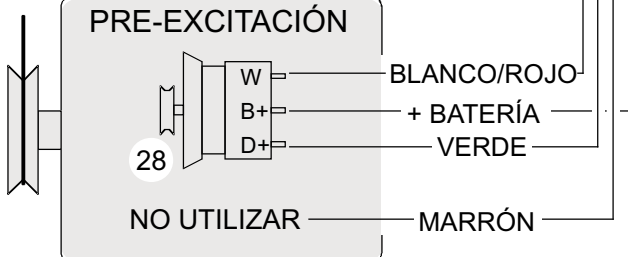 PRE-EXCITACIÓN
W BLANCO/ROJO
B+ + BATERÍA
D+ VERDE
28
NO UTILIZAR MARRÓN